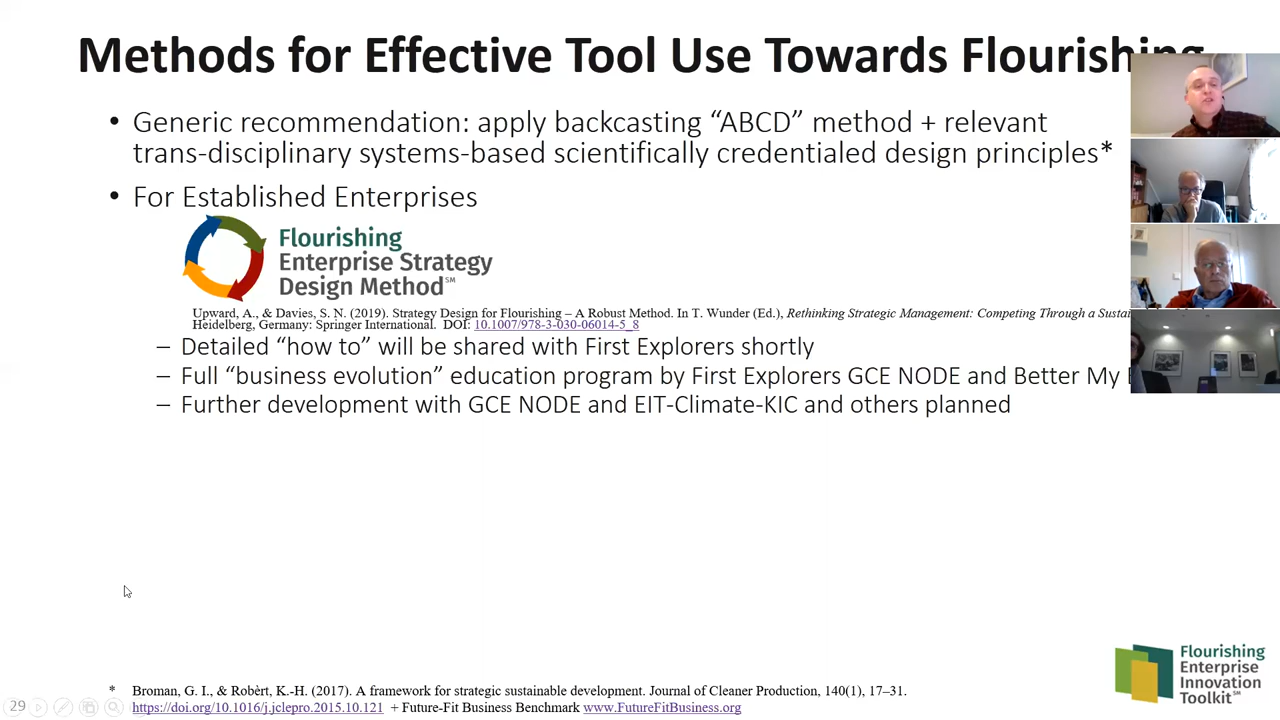 Methods for Effective Tool Use Towards Flourishing
• Generic recommendation: apply backcasting “ABCD” method + relevant
trans-disciplinary systems-based scientifically credentialed design principles*
• For Established Enterprises
Flourishing
Enterprise Strategy
Design Method℠
Upward, A., & Davies, S. N. (2019). Strategy Design for Flourishing – A Robust Method. In T. Wunder (Ed.), Rethinking Strategic Management: Competing Through a
Heidelberg, Germany: Springer International. DOI: 10.1007/978-3-030-06014-5_8
– Detailed “how to” will be shared with First Explorers shortly
– Full “business evolution” education program by First Explorers GCE NODE and Better My
– Further development with GCE NODE and EIT-Climate-KIC and others planned
Flourishing
Enterprise
Innovation
Toolkit℠
29
* Broman, G. I., & Robèrt, K.-H. (2017). A framework for strategic sustainable development. Journal of Cleaner Production, 140(1), 17–31.
https://doi.org/10.1016/j.jclepro.2015.10.121 + Future-Fit Business Benchmark www.FutureFitBusiness.org